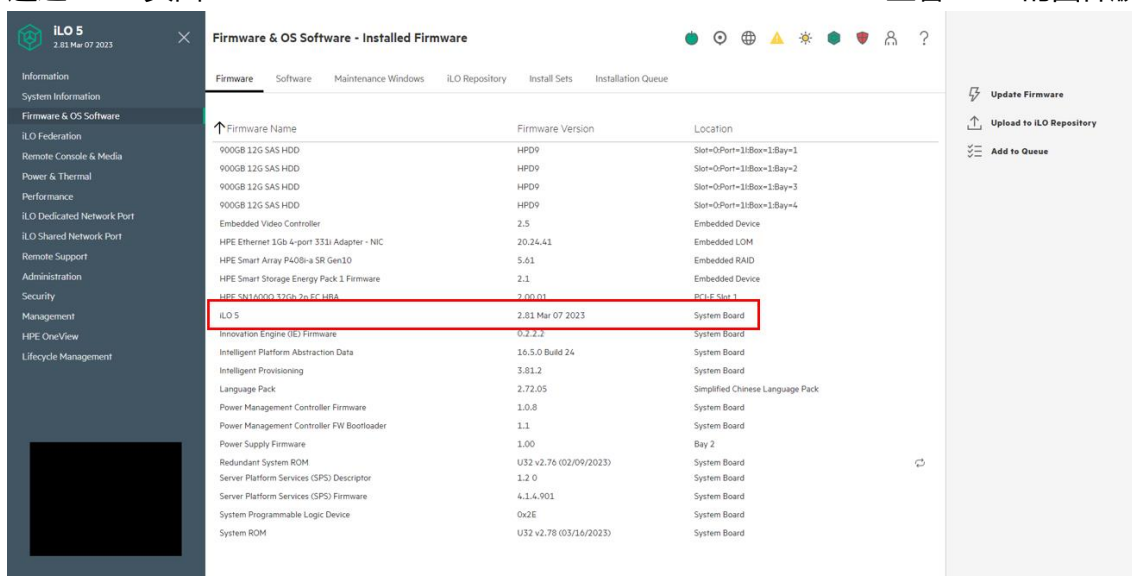 iLO 5
2.81 Mar 07 2023
Information
System Information
Firmware & OS Software
iLO Federation
Remote Console & Media
Power & Thermal
Performance
iLO Dedicated Network Port
iLO Shared Network Port
Remote Support
Administration
Security
Management
HPE OneView
Lifecycle Management
Firmware & OS Software - Installed Firmware
?
Firmware Software Maintenance Windows iLO Repository Install Sets Installation Queue
Firmware Name Firmware Version Location
900GB 12G SAS HDD HPD9 Slot=0:Port=1I:Box=1:Bay=1
900GB 12G SAS HDD HPD9 Slot=0:Port=1I:Box=1:Bay=2
900GB 12G SAS HDD HPD9 Slot=0:Port=1I:Box=1:Bay=3
900GB 12G SAS HDD HPD9 Slot=0:Port=1I:Box=1:Bay=4
Embedded Video Controller 2.5 Embedded Device
HPE Ethernet 1Gb 4-port 331i Adapter - NIC 20.24.41 Embedded LOM
HPE Smart Array P408i-a SR Gen10 5.61 Embedded RAID
HPE Smart Storage Energy Pack 1 Firmware 2.1 Embedded Device
HPE SN1600Q 32Gb 2p FC HBA 2.00.01 PCI-E Slot 1
iLO 5 2.81 Mar 07 2023 System Board
Innovation Engine (IE) Firmware 0.2.2.2 System Board
Intelligent Platform Abstraction Data 16.5.0 Build 24 System Board
Intelligent Provisioning 3.81.2 System Board
Language Pack 2.72.05 Simplified Chinese Language Pack
Power Management Controller Firmware 1.0.8 System Board
Power Management Controller FW Bootloader 1.1 System Board
Power Supply Firmware 1.00 Bay 2
Redundant System ROM U32 v2.76 (02/09/2023) System Board
Server Platform Services (SPS) Descriptor 1.2 0 System Board
Server Platform Services (SPS) Firmware 4.1.4.901 System Board
System Programmable Logic Device 0x2E System Board
System ROM U32 v2.78 (03/16/2023) System Board
Update Firmware
Upload to iLO Repository
Add to Queue